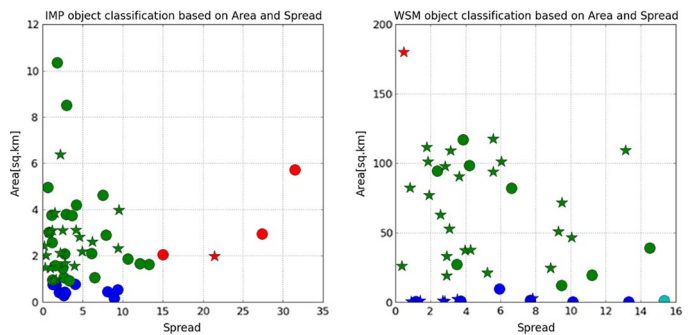 IMP object classification based on Area and Spread
12
10
8
6
4
2
0
Area[sq.km]
0 5 10 15 20 25 30 35
Spread
WSM object classification based on Area and Spread
200
150
100
50
0
Area[sq.km]
0 2 4 6 8 10 12 14 16
Spread